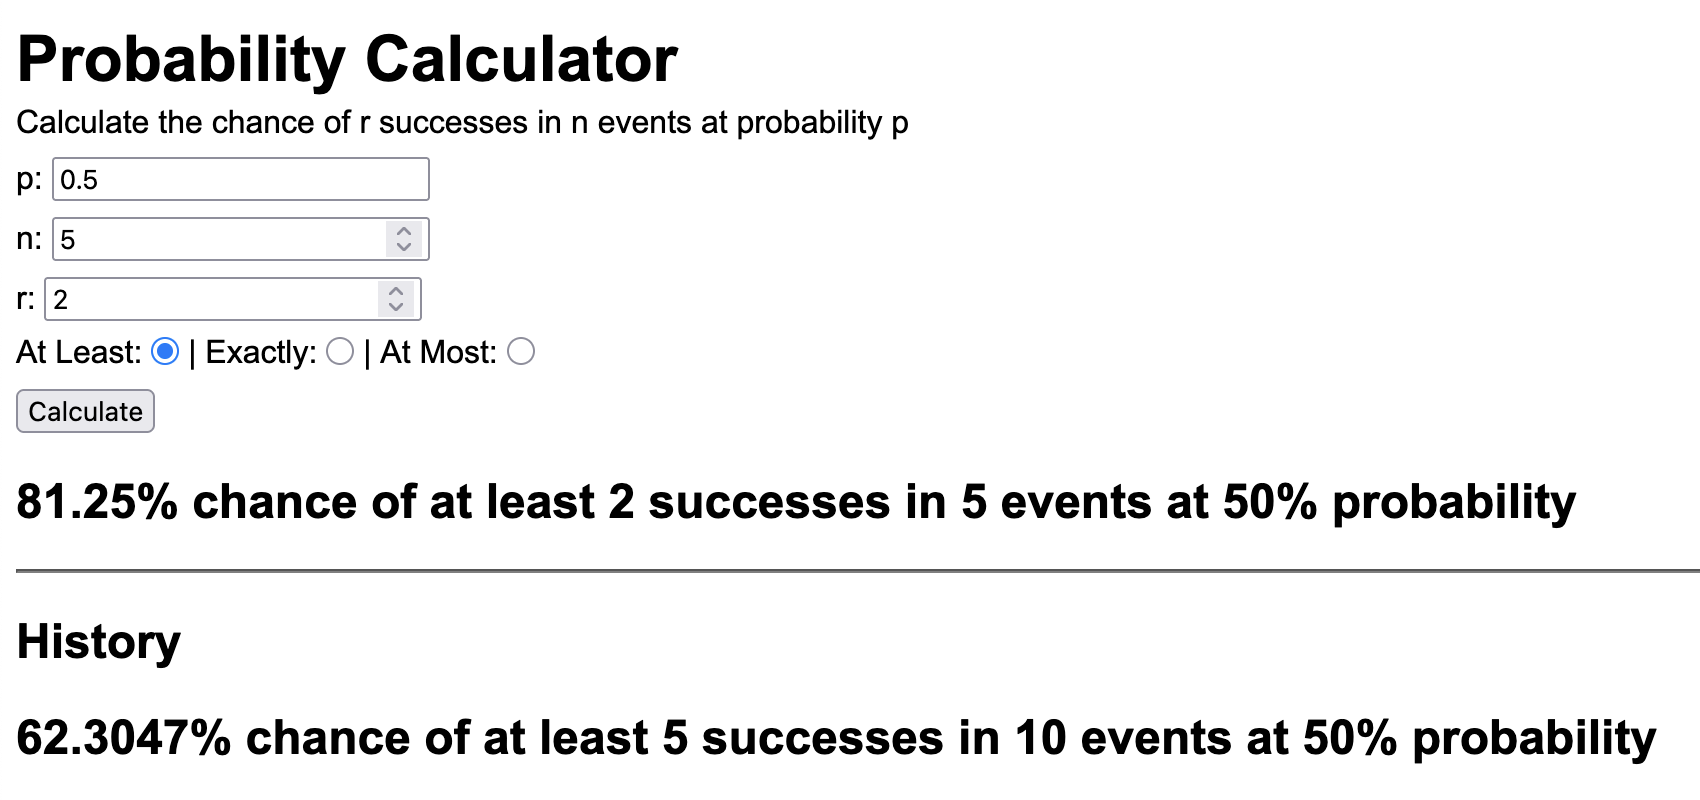 Probability Calculator
Calculate the chance of r successes in n events at probability p
p: 0.5
n: 5
r: 2
At Least: | Exactly: | At Most:
Calculate
81.25% chance of at least 2 successes in 5 events at 50% probability
History
62.3047% chance of at least 5 successes in 10 events at 50% probability